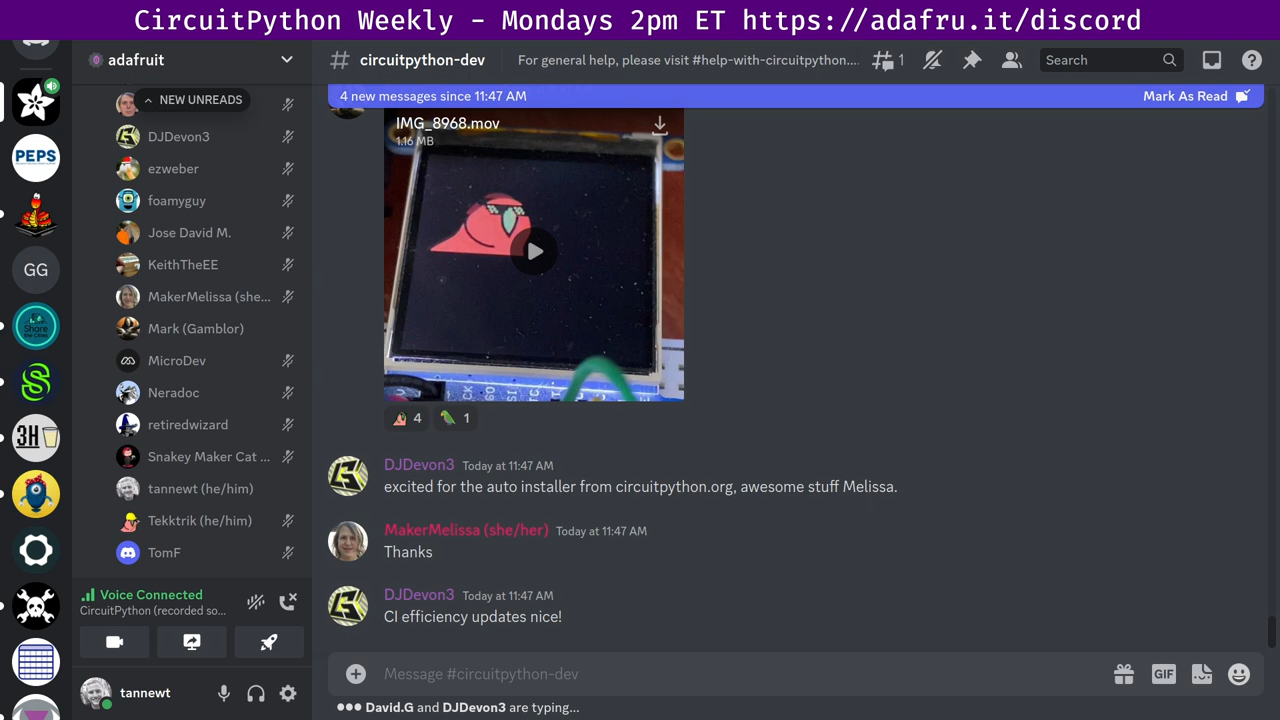 CircuitPython Weekly - Mondays 2pm ET https://adafru.it/discord
adafruit
circuitpython-dev
For general help, please visit #help-with-circuitpython....
1
Search
NEW UNREADS
4 new messages since 11:47 AM
Mark As Read
PEPS
GG
Share
the Cities
3H
DJDevon3
ezweber
foamyguy
Jose David M.
KeithTheEE
MakerMelissa (she...
Mark (Gamblor)
MicroDev
Neradoc
retiredwizard
Snakey Maker Cat ...
tannewt (he/him)
Tekktrik (he/him)
TomF
Voice Connected
CircuitPython (recorded so...
tannewt
IMG_8968.mov
1.16 MB
4
1
DJDevon3 Today at 11:47 AM
excited for the auto installer from circuitpython.org, awesome stuff Melissa.
MakerMelissa (she/her) Today at 11:47 AM
Thanks
DJDevon3 Today at 11:47 AM
CI efficiency updates nice!
Message #circuitpython-dev
GIF
David.G and DJDevon3 are typing...